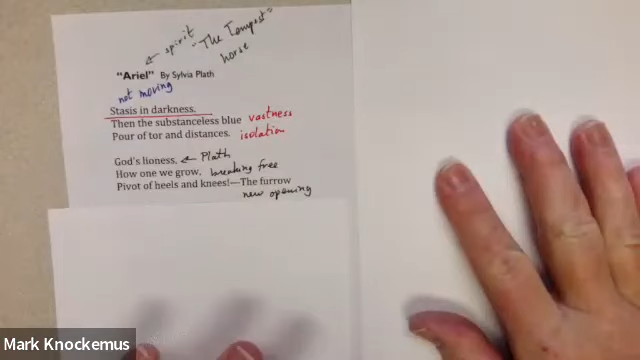 ← spirit "The Tempest"
horse
"Ariel" By Sylvia Plath
not moving
Stasis in darkness.
Then the substanceless blue vastness
Pour of tor and distances. isolation
God's lioness, ← Plath
How one we grow, breaking free
Pivot of heels and knees!—The furrow
new opening
Mark Knockemus